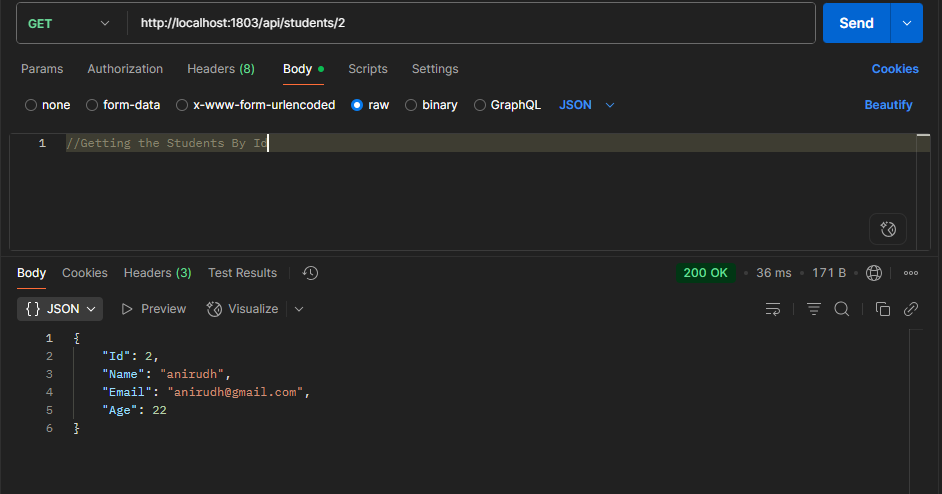 GET http://localhost:1803/api/students/2 Send
Params Authorization Headers (8) Body Scripts Settings Cookies
none form-data x-www-form-urlencoded raw binary GraphQL JSON Beautify
1 //Getting the Students By Id
Body Cookies Headers (3) Test Results 200 OK • 36 ms • 171 B •
{} JSON Preview Visualize
1 {
2 "Id": 2,
3 "Name": "anirudh",
4 "Email": "anirudh@gmail.com",
5 "Age": 22
6 }